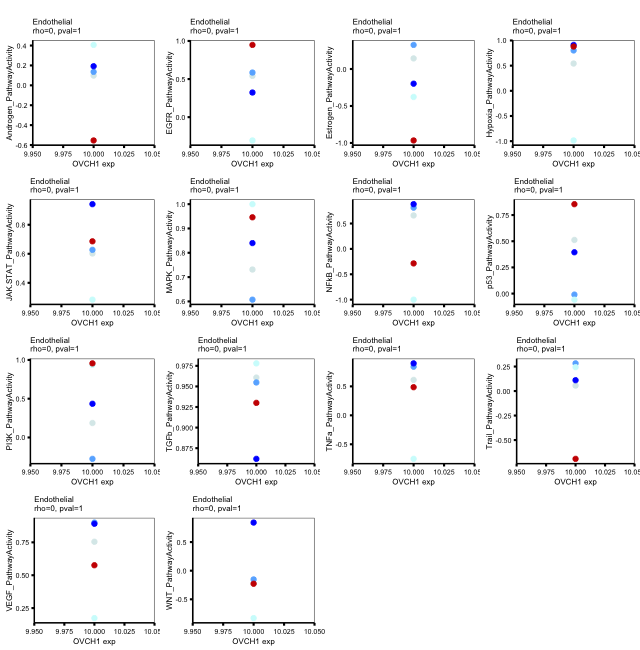 Endothelial
rho=0, pval=1
Androgen_PathwayActivity
0.4
0.2
0.0
-0.2
-0.4
-0.6
9.950 9.975 10.000 10.025 10.05
OVCH1 exp
Endothelial
rho=0, pval=1
EGFR_PathwayActivity
1.0
0.5
0.0
9.950 9.975 10.000 10.025 10.05
OVCH1 exp
Endothelial
rho=0, pval=1
Estrogen_PathwayActivity
0.0
-0.5
-1.0
9.950 9.975 10.000 10.025 10.05
OVCH1 exp
Endothelial
rho=0, pval=1
Hypoxia_PathwayActivity
1.0
0.5
0.0
-0.5
-1.0
9.950 9.975 10.000 10.025 10.05
OVCH1 exp
Endothelial
rho=0, pval=1
JAK.STAT_PathwayActivity
0.8
0.6
0.4
9.950 9.975 10.000 10.025 10.05
OVCH1 exp
Endothelial
rho=0, pval=1
MAPK_PathwayActivity
1.0
0.9
0.8
0.7
0.6
9.950 9.975 10.000 10.025 10.05
OVCH1 exp
Endothelial
rho=0, pval=1
NFkB_PathwayActivity
0.5
0.0
-0.5
-1.0
9.950 9.975 10.000 10.025 10.05
OVCH1 exp
Endothelial
rho=0, pval=1
p53_PathwayActivity
0.75
0.50
0.25
0.00
9.950 9.975 10.000 10.025 10.05
OVCH1 exp
Endothelial
rho=0, pval=1
PI3K_PathwayActivity
1.0
0.5
0.0
9.950 9.975 10.000 10.025 10.05
OVCH1 exp
Endothelial
rho=0, pval=1
TGFb_PathwayActivity
0.975
0.950
0.925
0.900
0.875
9.950 9.975 10.000 10.025 10.05
OVCH1 exp
Endothelial
rho=0, pval=1
TNFa_PathwayActivity
0.5
0.0
-0.5
9.950 9.975 10.000 10.025 10.05
OVCH1 exp
Endothelial
rho=0, pval=1
Trail_PathwayActivity
0.25
0.00
-0.25
-0.50
9.950 9.975 10.000 10.025 10.05
OVCH1 exp
Endothelial
rho=0, pval=1
VEGF_PathwayActivity
0.75
0.50
0.25
9.950 9.975 10.000 10.025 10.05
OVCH1 exp
Endothelial
rho=0, pval=1
WNT_PathwayActivity
0.5
0.0
-0.5
9.950 9.975 10.000 10.025 10.050
OVCH1 exp